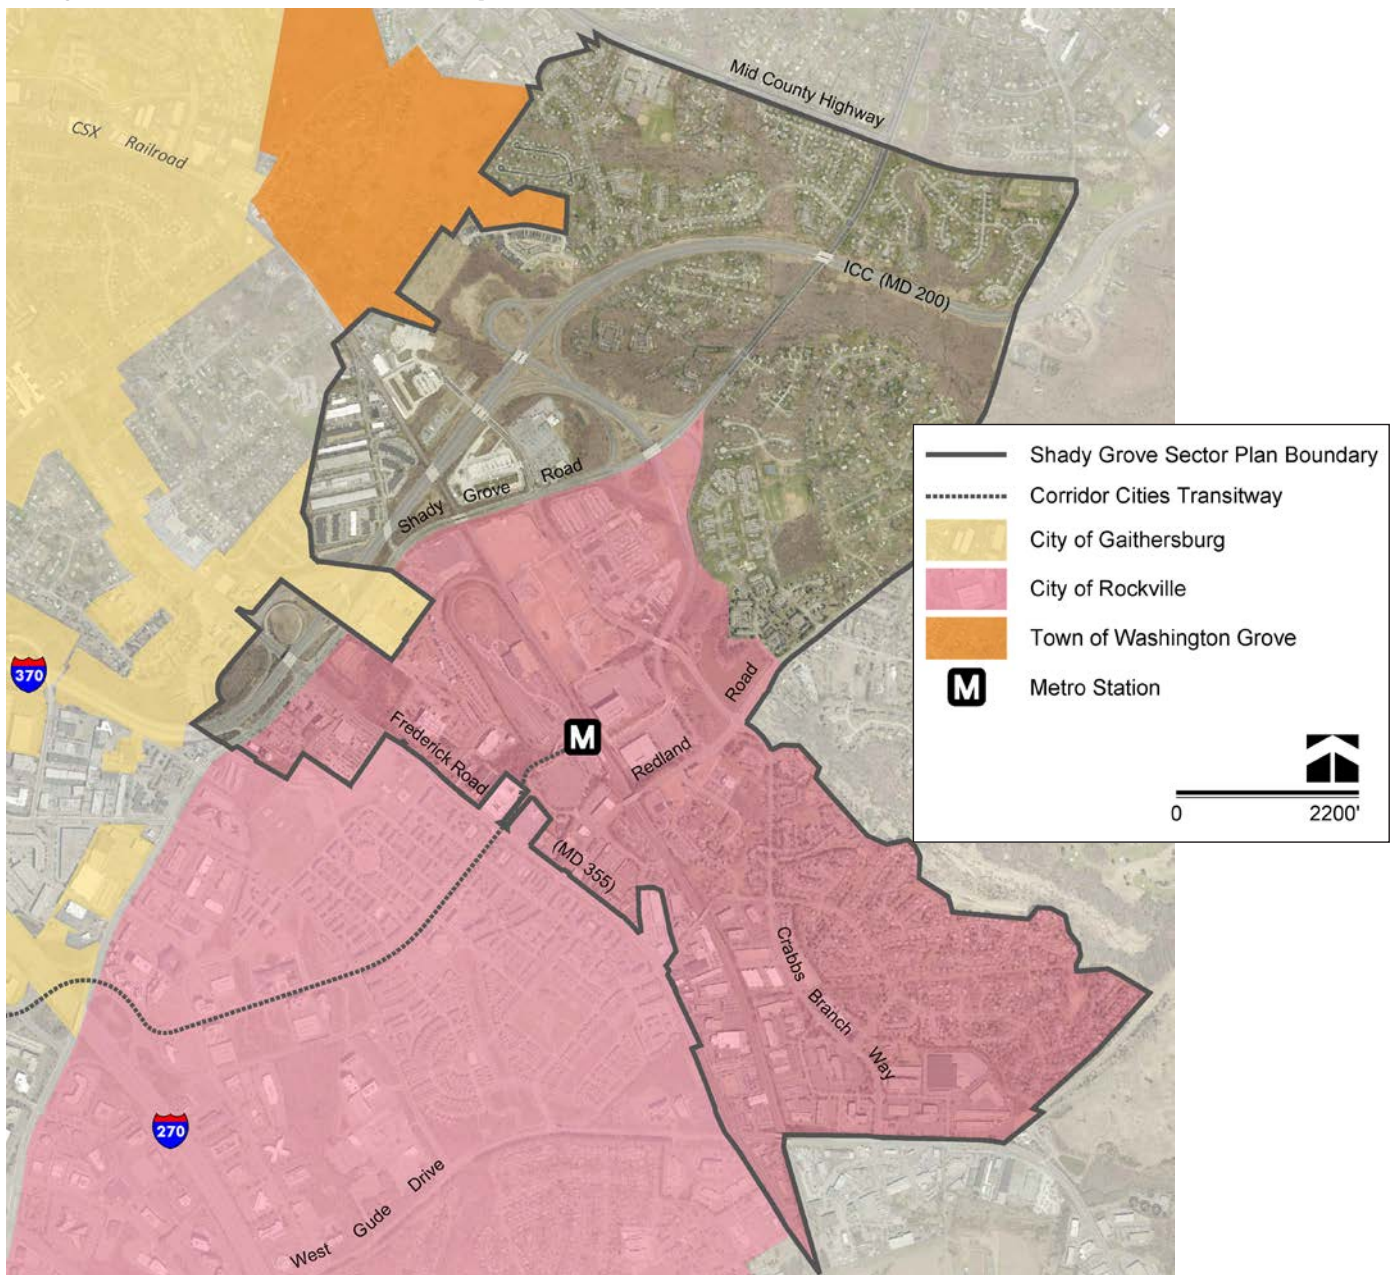 Mid County Highway
CSX Railroad
ICC (MD 200)
Shady Grove Road
370
Frederick Road
M
Redland Road
(MD 355)
Crabbs Branch Way
270
West Gude Drive
Shady Grove Sector Plan Boundary
Corridor Cities Transitway
City of Gaithersburg
City of Rockville
Town of Washington Grove
M Metro Station
0 2200'